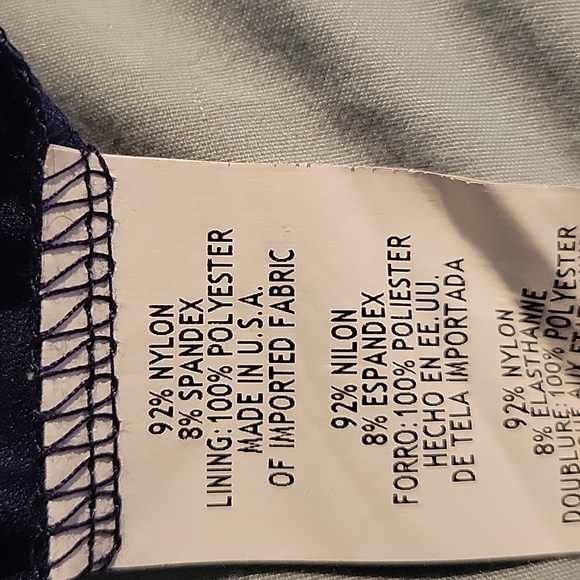 92% NYLON
8% SPANDEX
LINING: 100% POLYESTER
MADE IN U.S.A.
OF IMPORTED FABRIC
92% NILON
8% ESPANDEX
FORRO: 100% POLIESTER
HECHO EN EE. UU.
DE TELA IMPORTADA
92% NYLON
8% ELASTHANNE
DOUBLURE: 100% POLYESTER